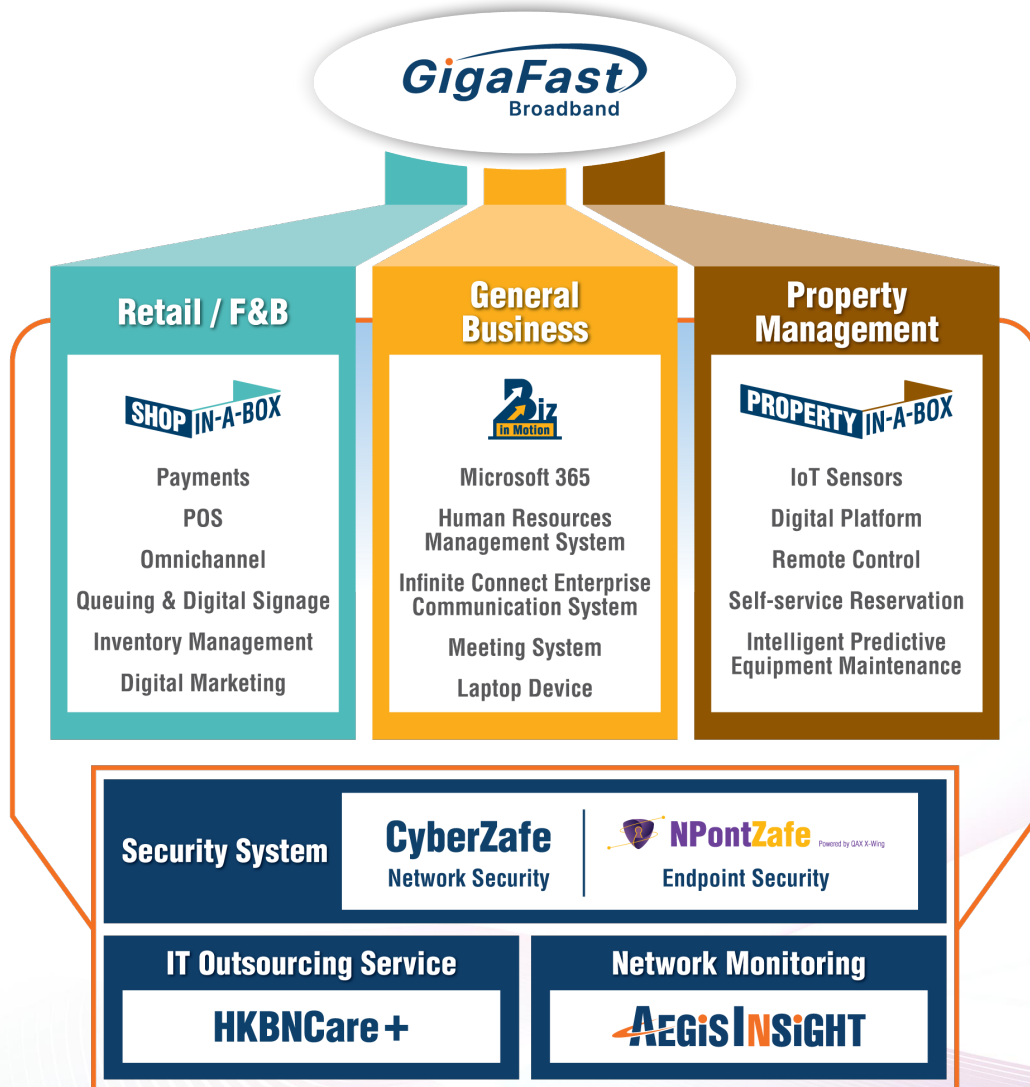 GigaFast
Broadband
Retail / F&B
SHOP IN-A-BOX
Payments
POS
Omnichannel
Queuing & Digital Signage
Inventory Management
Digital Marketing
General
Business
Biz
in Motion
Microsoft 365
Human Resources
Management System
Infinite Connect Enterprise
Communication System
Meeting System
Laptop Device
Property
Management
PROPERTY IN-A-BOX
IoT Sensors
Digital Platform
Remote Control
Self-service Reservation
Intelligent Predictive
Equipment Maintenance
Security System
CyberZafe
Network Security
NPontZafe Powered by QAX X-Wing
Endpoint Security
IT Outsourcing Service
HKBNCare+
Network Monitoring
AEGiSINSiGHT